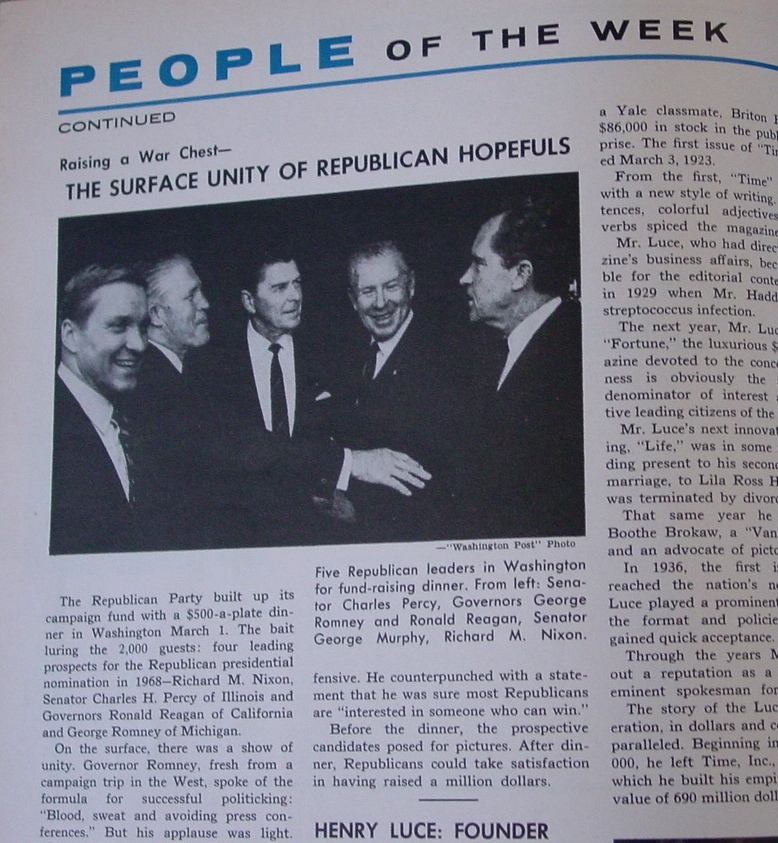 PEOPLE OF THE WEEK
CONTINUED
Raising a War Chest—
THE SURFACE UNITY OF REPUBLICAN HOPEFULS
—"Washington Post" Photo
Five Republican leaders in Washington
for fund-raising dinner. From left: Sena-
tor Charles Percy, Governors George
Romney and Ronald Reagan, Senator
George Murphy, Richard M. Nixon.
The Republican Party built up its
campaign fund with a $500-a-plate din-
ner in Washington March 1. The bait
luring the 2,000 guests: four leading
prospects for the Republican presidential
nomination in 1968—Richard M. Nixon,
Senator Charles H. Percy of Illinois and
Governors Ronald Reagan of California
and George Romney of Michigan.
On the surface, there was a show of
unity. Governor Romney, fresh from a
campaign trip in the West, spoke of the
formula for successful politicking:
"Blood, sweat and avoiding press con-
ferences." But his applause was light.
fensive. He counterpunched with a state-
ment that he was sure most Republicans
are "interested in someone who can win."
Before the dinner, the prospective
candidates posed for pictures. After din-
ner, Republicans could take satisfaction
in having raised a million dollars.
HENRY LUCE: FOUNDER
a Yale classmate, Briton
$86,000 in stock in the
prise. The first issue of
ed March 3, 1923.
From the first, "Time"
with a new style of writing.
tences, colorful adjectives
verbs spiced the magazine
Mr. Luce, who had
zine's business affairs,
ble for the editorial
in 1929 when Mr.
streptococcus infection.
The next year, Mr.
"Fortune," the luxurious
azine devoted to the
ness is obviously the
denominator of interest
tive leading citizens of the
Mr. Luce's next
ing, "Life," was in some
ding present to his
marriage, to Lila Ross
was terminated by
That same year he
Boothe Brokaw, a
and an advocate of
In 1936, the first
reached the nation's
Luce played a prominent
the format and
gained quick acceptance.
Through the years
out a reputation as a
eminent spokesman for
The story of the
eration, in dollars and
paralleled. Beginning in
000, he left Time, Inc.,
which he built his
value of 690 million